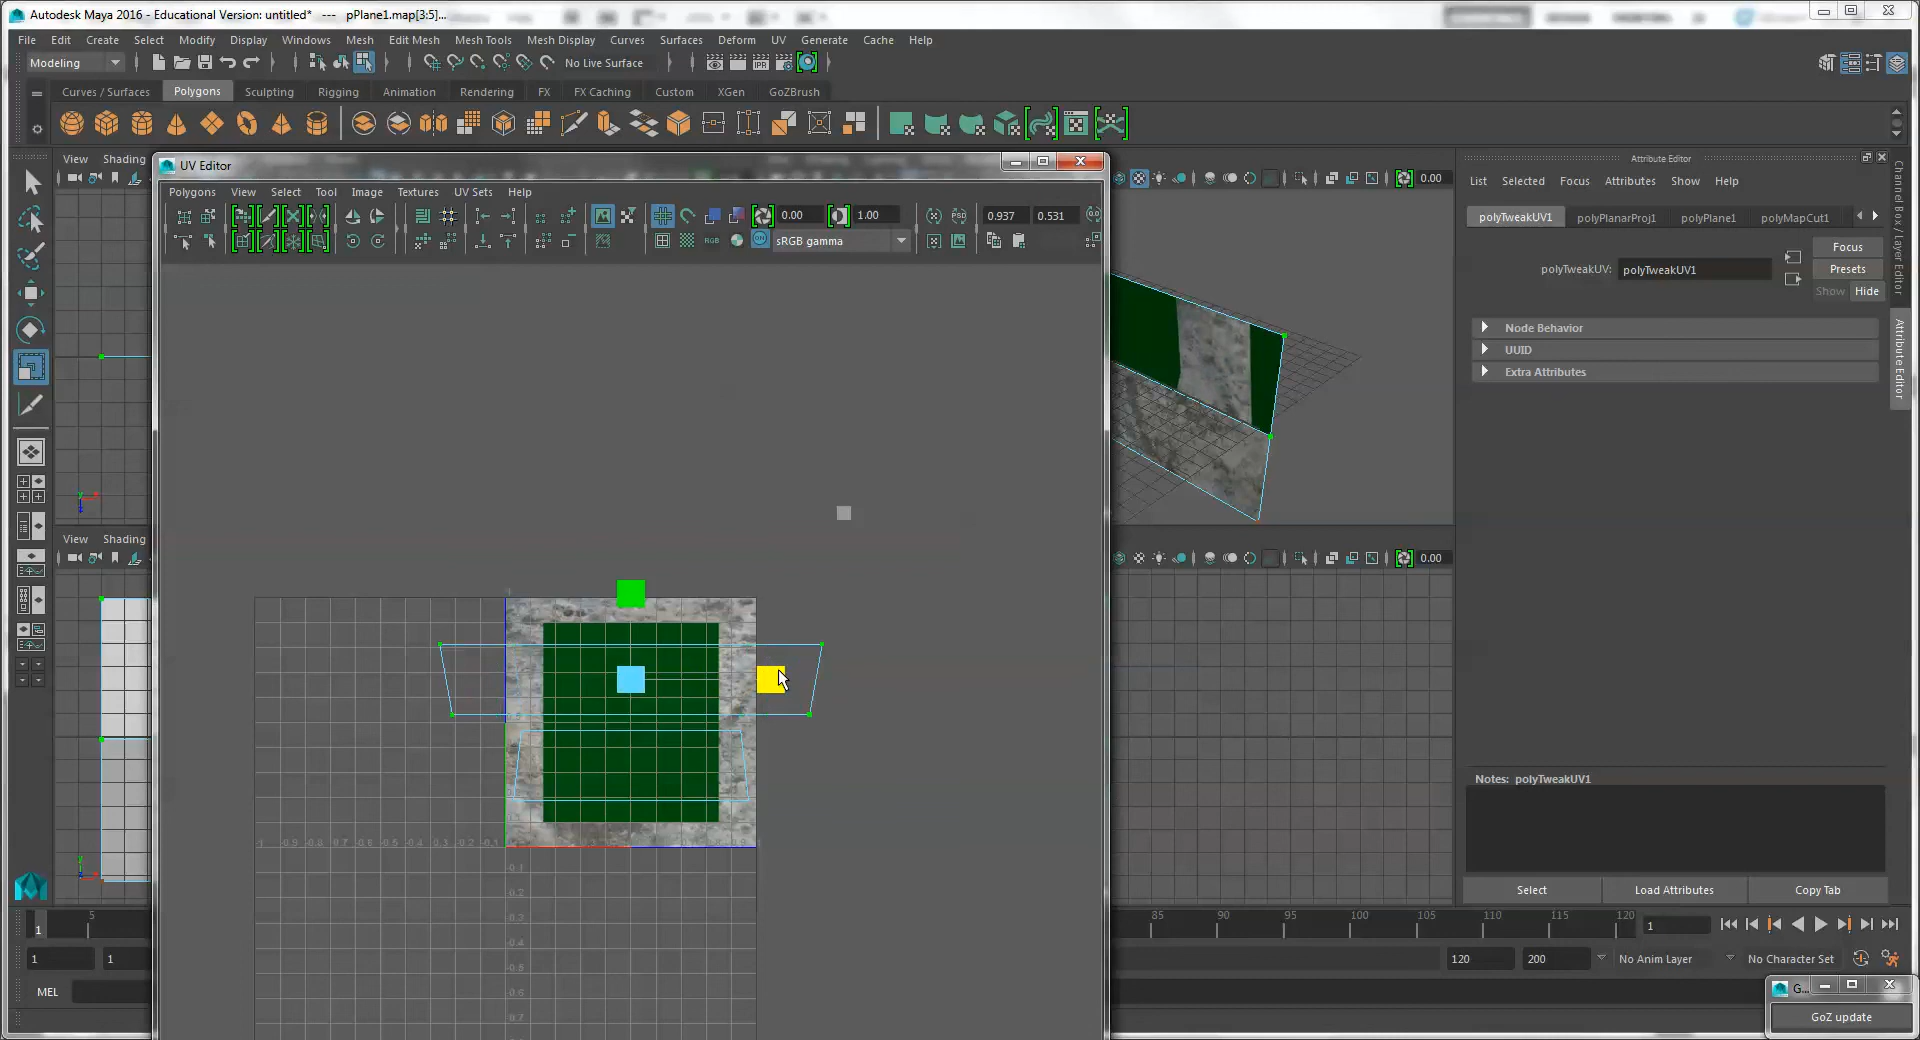 Autodesk Maya 2016 - Educational Version: untitled* --- pPlane1.map[3:5]...
File Edit Create Select Modify Display Windows Mesh Edit Mesh Mesh Tools Mesh Display Curves Surfaces Deform UV Generate Cache Help
Modeling No Live Surface
Curves / Surfaces Polygons Sculpting Rigging Animation Rendering FX FX Caching Custom XGen GoZBrush
View Shading
UV Editor
Polygons View Select Tool Image Textures UV Sets Help
0.00 1.00 0.937 0.531
RGB sRGB gamma
0.00
Attribute Editor
List Selected Focus Attributes Show Help
polyTweakUV1 polyPlanarProj1 polyPlane1 polyMapCut1
Focus
polyTweakUV: polyTweakUV1 Presets
Show Hide
Node Behavior
UUID
Extra Attributes
Channel Box / Layer Editor
Attribute Editor
View Shading
0.00
Notes: polyTweakUV1
Select Load Attributes Copy Tab
5 85 90 95 100 105 110 115 120
1 1
1 1 120 200 No Anim Layer No Character Set
MEL
G...
GoZ update